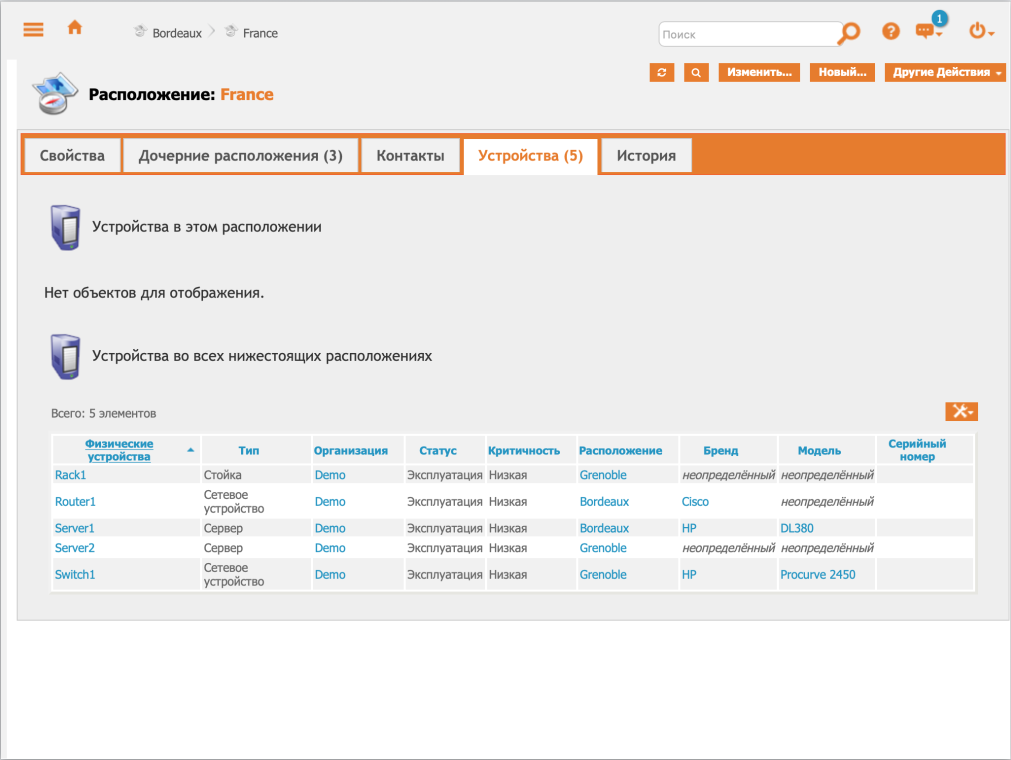 Bordeaux France
Поиск
1
Изменить... Новый... Другие Действия
Расположение: France
Свойства Дочерние расположения (3) Контакты Устройства (5) История
Устройства в этом расположении
Нет объектов для отображения.
Устройства во всех нижестоящих расположениях
Всего: 5 элементов
Физические устройства Тип Организация Статус Критичность Расположение Бренд Модель Серийный номер
Rack1 Стойка Demo Эксплуатация Низкая Grenoble неопределённый неопределённый
Router1 Сетевое устройство Demo Эксплуатация Низкая Bordeaux Cisco неопределённый
Server1 Сервер Demo Эксплуатация Низкая Bordeaux HP DL380
Server2 Сервер Demo Эксплуатация Низкая Grenoble неопределённый неопределённый
Switch1 Сетевое устройство Demo Эксплуатация Низкая Grenoble HP Procurve 2450